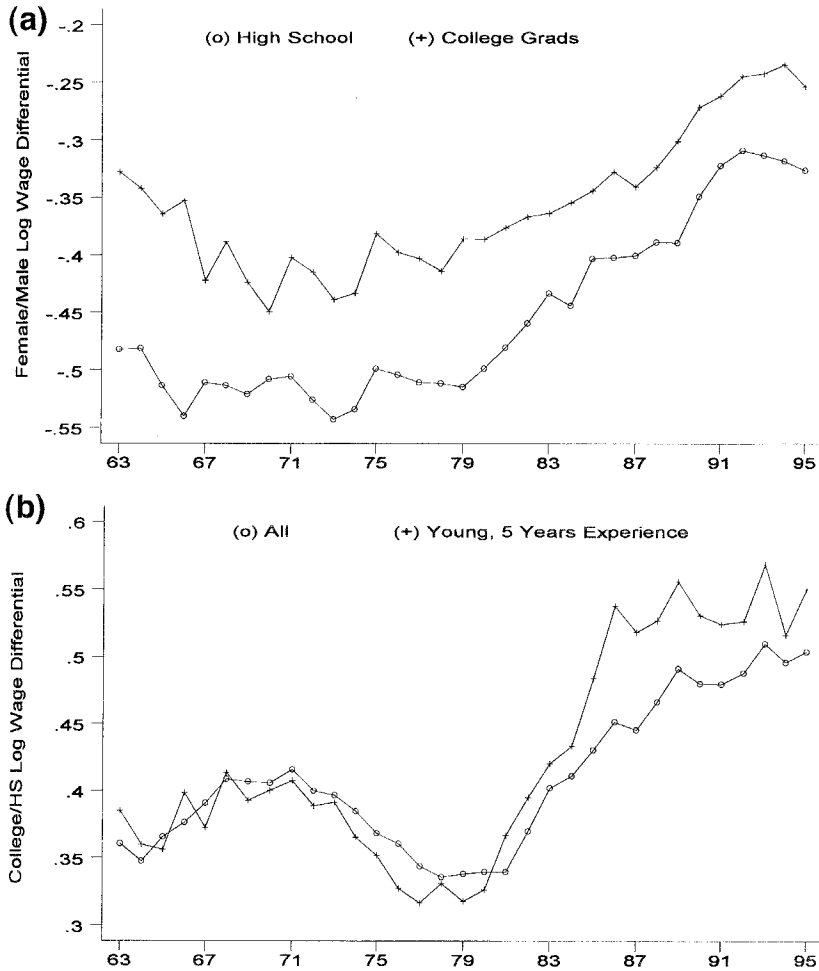 (a)
(o) High School (+) College Grads
Female/Male Log Wage Differential
-.2
-.25
-.3
-.35
-.4
-.45
-.5
-.55
63 67 71 75 79 83 87 91 95
(b)
(o) All (+) Young, 5 Years Experience
College/HS Log Wage Differential
.6
.55
.5
.45
.4
.35
.3
63 67 71 75 79 83 87 91 95